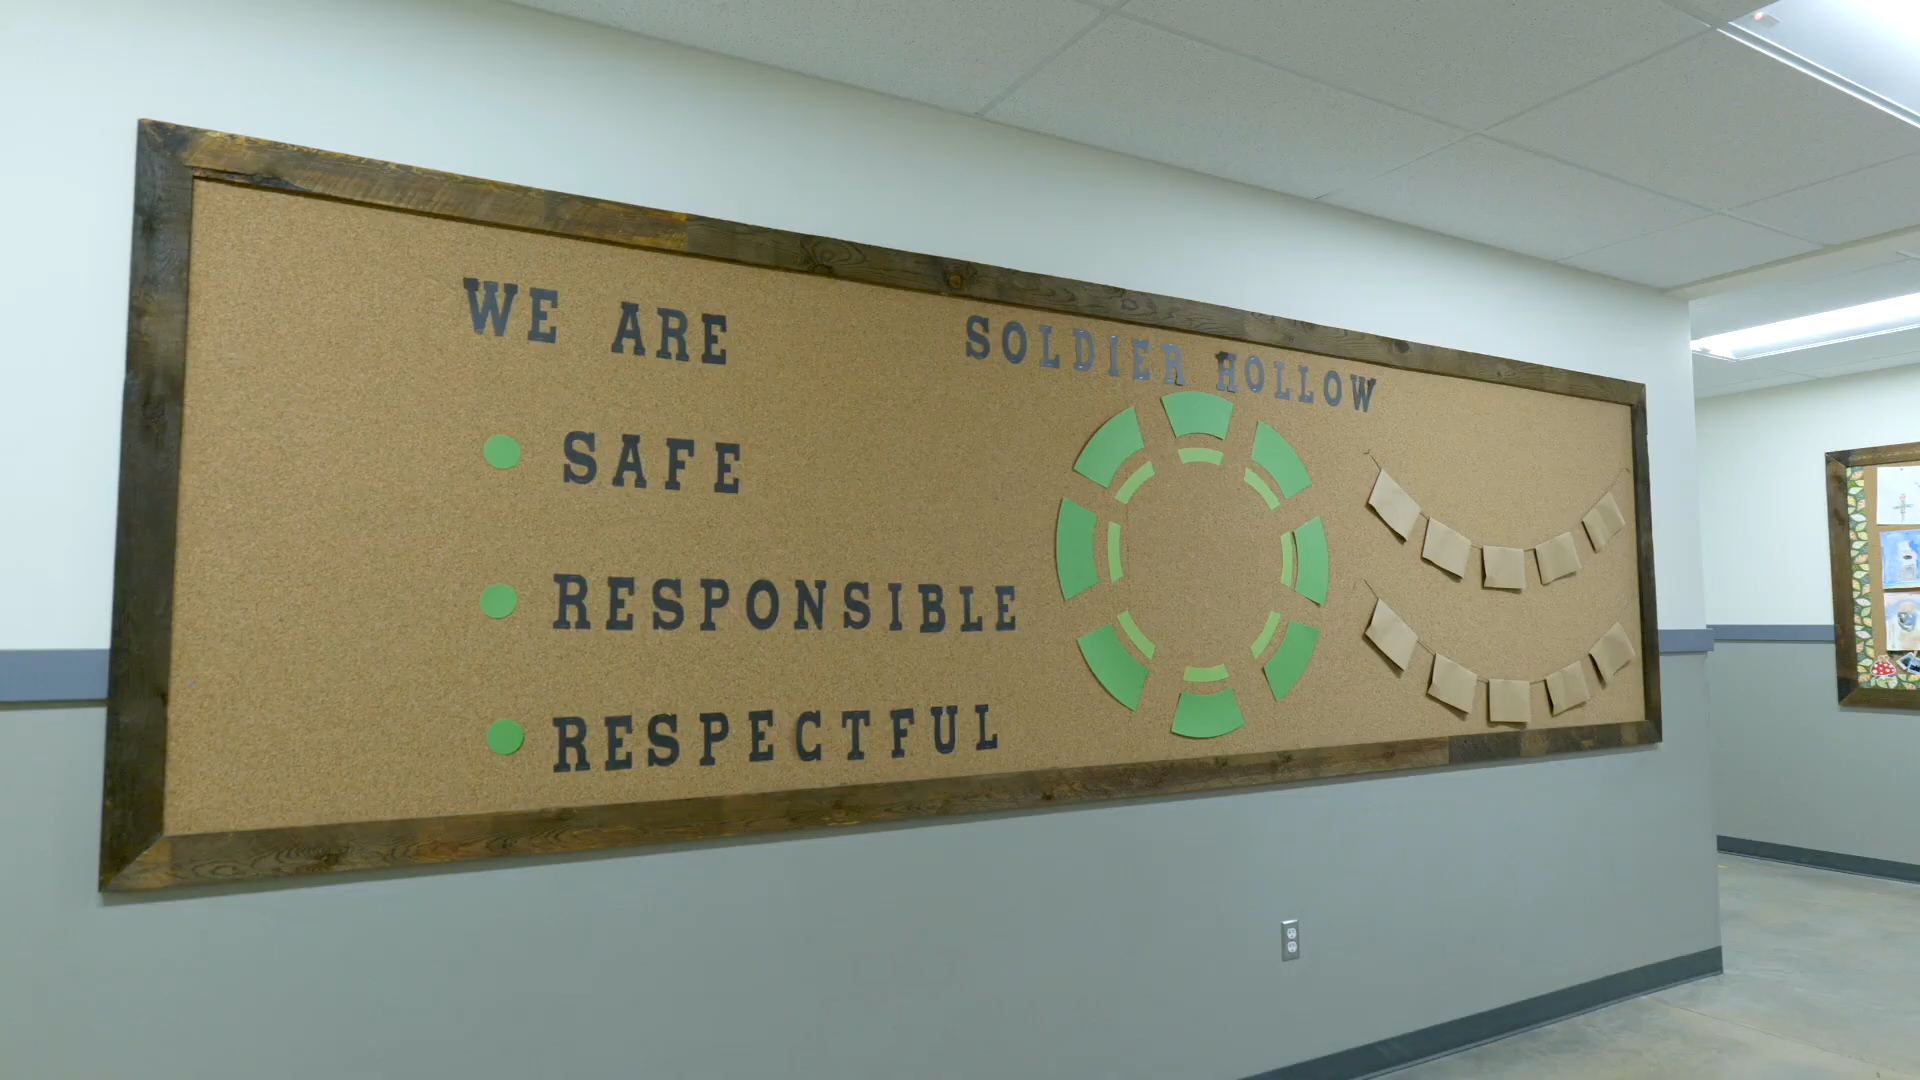 WE ARE
SAFE
RESPONSIBLE
RESPECTFUL
SOLDIER HOLLOW